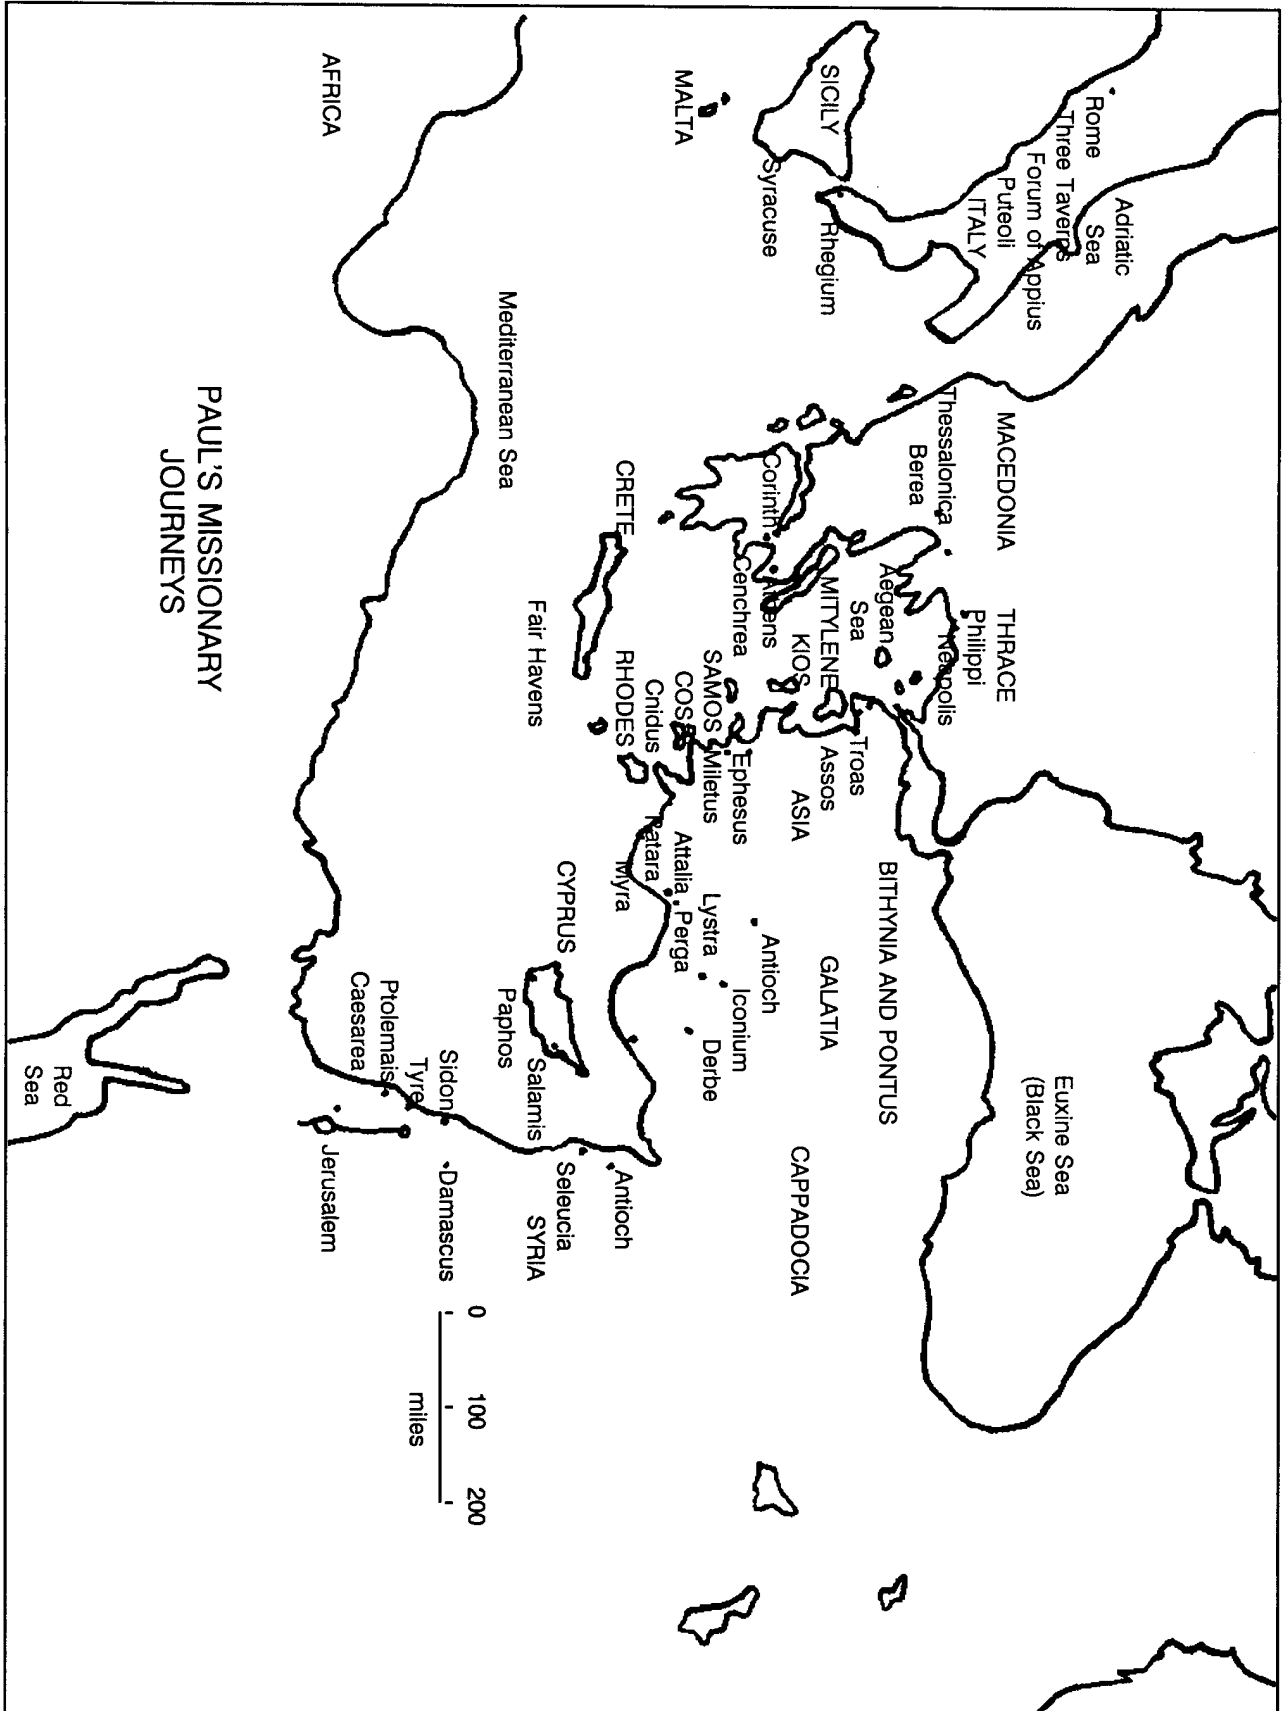 Adriatic
Sea
Rome
Three Taverns
Forum of Appius
Puteoli
ITALY
SICILY
Rhegium
Syracuse
MALTA
AFRICA
Mediterranean Sea
MACEDONIA
THRACE
Thessalonica
Berea
Philippi
Neapolis
Aegean
Sea
MITYLENE
KIOS
Corinth
Athens
Cenchrea
SAMOS
COS
Cnidus
RHODES
CRETE
Fair Havens
Troas
Assos
ASIA
Ephesus
Miletus
Patara
Myra
Attalia
Perga
Lystra
Antioch
Iconium
Derbe
GALATIA
BITHYNIA AND PONTUS
CAPPADOCIA
Euxine Sea
(Black Sea)
CYPRUS
Paphos
Salamis
Antioch
Seleucia
SYRIA
Sidon
Tyre
Ptolemais
Caesarea
Damascus
Jerusalem
Red
Sea
0 100 200
miles
PAUL'S MISSIONARY
JOURNEYS